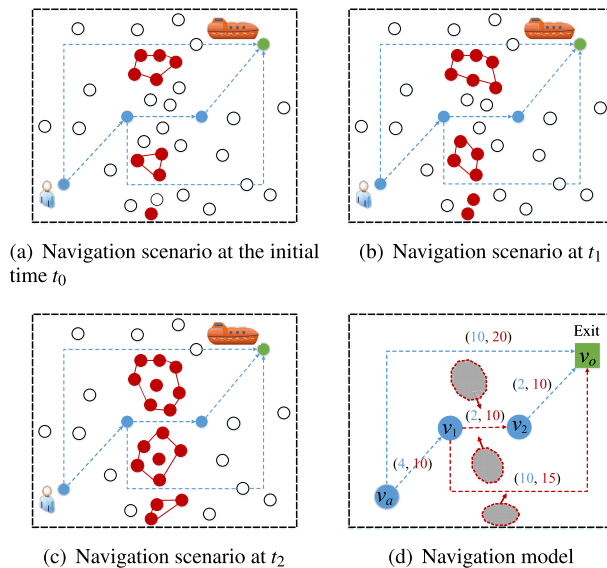 (a) Navigation scenario at the initial
time t0
(b) Navigation scenario at t1
(c) Navigation scenario at t2
Exit
(10, 20)
vo
(2, 10)
(2, 10)
v1
v2
(4, 10)
(10, 15)
va
(d) Navigation model